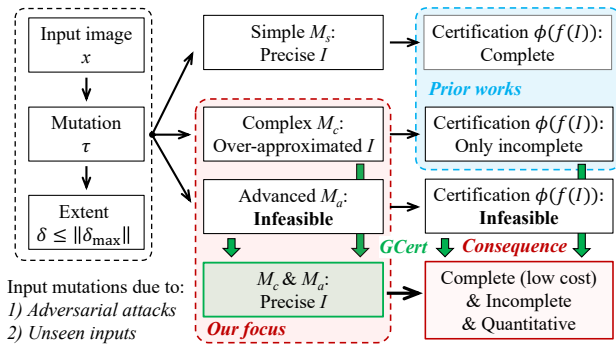 Input image
x
Mutation
τ
Extent
δ ≤ ‖δmax‖
Input mutations due to:
1) Adversarial attacks
2) Unseen inputs
Simple Ms:
Precise I
Complex Mc:
Over-approximated I
Advanced Ma:
Infeasible
Mc & Ma:
Precise I
Our focus
Certification ϕ(f(I)):
Complete
Prior works
Certification ϕ(f(I)):
Only incomplete
Certification ϕ(f(I)):
Infeasible
GCert
Consequence
Complete (low cost)
& Incomplete
& Quantitative